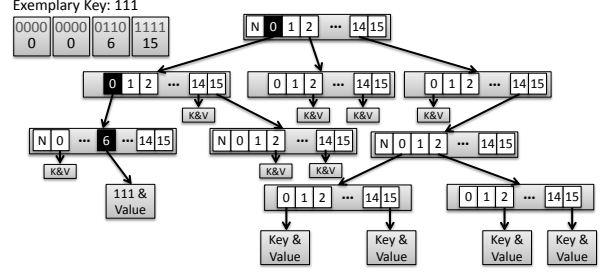 Exemplary Key: 111
0000 0000 0110 1111
0 0 6 15
N 0 1 2 ... 14 15
0 1 2 ... 14 15
0 1 2 ... 14 15
0 1 2 ... 14 15
K&V K&V K&V K&V K&V
N 0 ... 6 ... 14 15
N 0 1 2 ... 14 15
N 0 1 2 ... 14 15
K&V K&V K&V
111 &
Value
0 1 2 ... 14 15
0 1 2 ... 14 15
Key &
Value
Key &
Value
Key &
Value
Key &
Value